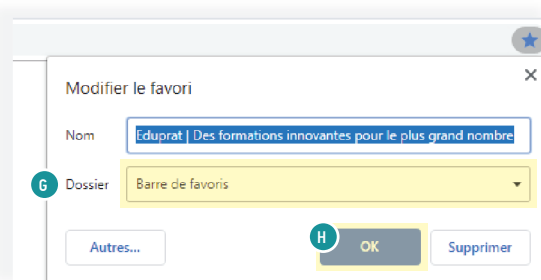 Modifier le favori
Nom Eduprat | Des formations innovantes pour le plus grand nombre
G Dossier Barre de favoris
Autres... H OK Supprimer